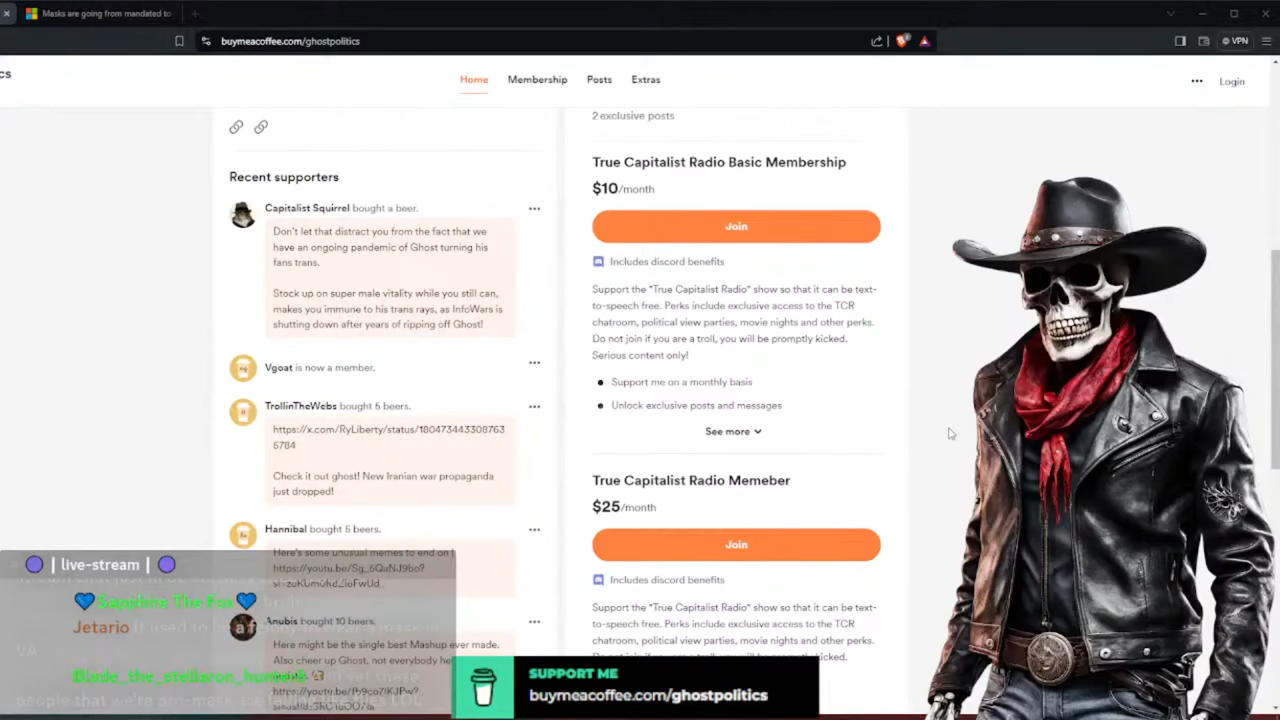 Masks are going from mandated to
buymeacoffee.com/ghostpolitics
VPN
cs
Home
Membership
Posts
Extras
Login
2 exclusive posts
Recent supporters
Capitalist Squirrel bought a beer.
Don't let that distract you from the fact that we
have an ongoing pandemic of Ghost turning his
fans trans.
Stock up on super male vitality while you still can,
makes you immune to his trans rays, as InfoWars is
shutting down after years of ripping off Ghost!
Vgoat is now a member.
TrollinTheWebs bought 5 beers.
https://x.com/RyLiberty/status/180473443308763
5784
Check it out ghost! New Iranian war propaganda
just dropped!
Hannibal bought 5 beers.
Here's some unusual memes to end on
Anubis bought 10 beers.
Here might be the single best Mashup ever made.
Also cheer up Ghost, not everybody
True Capitalist Radio Basic Membership
$10/month
Join
Includes discord benefits
Support the "True Capitalist Radio" show so that it can be text-
to-speech free. Perks include exclusive access to the TCR
chatroom, political view parties, movie nights and other perks.
Do not join if you are a troll, you will be promptly kicked.
Serious content only!
Support me on a monthly basis
Unlock exclusive posts and messages
See more
True Capitalist Radio Memeber
$25/month
Join
Includes discord benefits
Support the "True Capitalist Radio" show so that it can be text-
to-speech free. Perks include exclusive access to the TCR
chatroom, political view parties, movie nights and other perks.
| live-stream |
Sapphire The Fox
Jetario
VA
SUPPORT ME
buymeacoffee.com/ghostpolitics